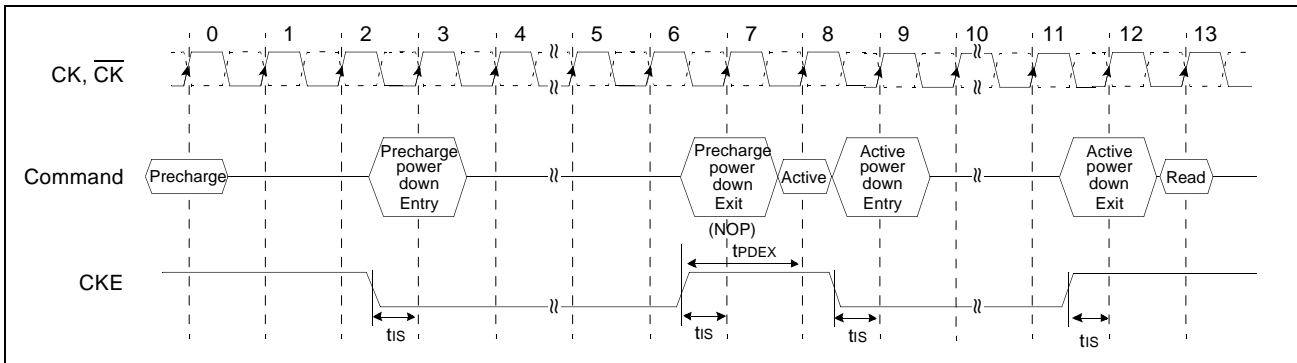 0 1 2 3 4 5 6 7 8 9 10 11 12 13
CK, CK
Command
Precharge
Precharge
power
down
Entry
Precharge
power
down
Exit
(NOP)
Active
Active
power
down
Entry
Active
power
down
Exit
Read
tPDEX
CKE
tIS
tIS
tIS
tIS